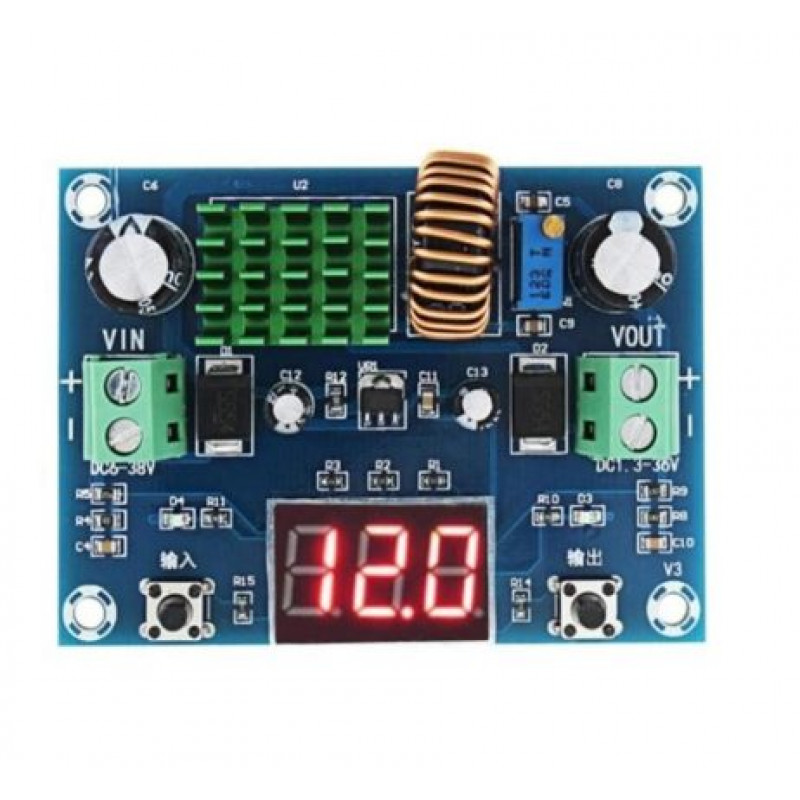 C6
U2
C5
C8
C9
VIN
VOUT
+
D1
C12
R12
VR1
C11
C13
D2
+
-
-
DC6-38V
DC1.3-36V
R3
R2
R1
R5
D4
R11
R10
D3
R9
R4
R8
C4
C10
12.0
输入
输出
R15
R14
V3